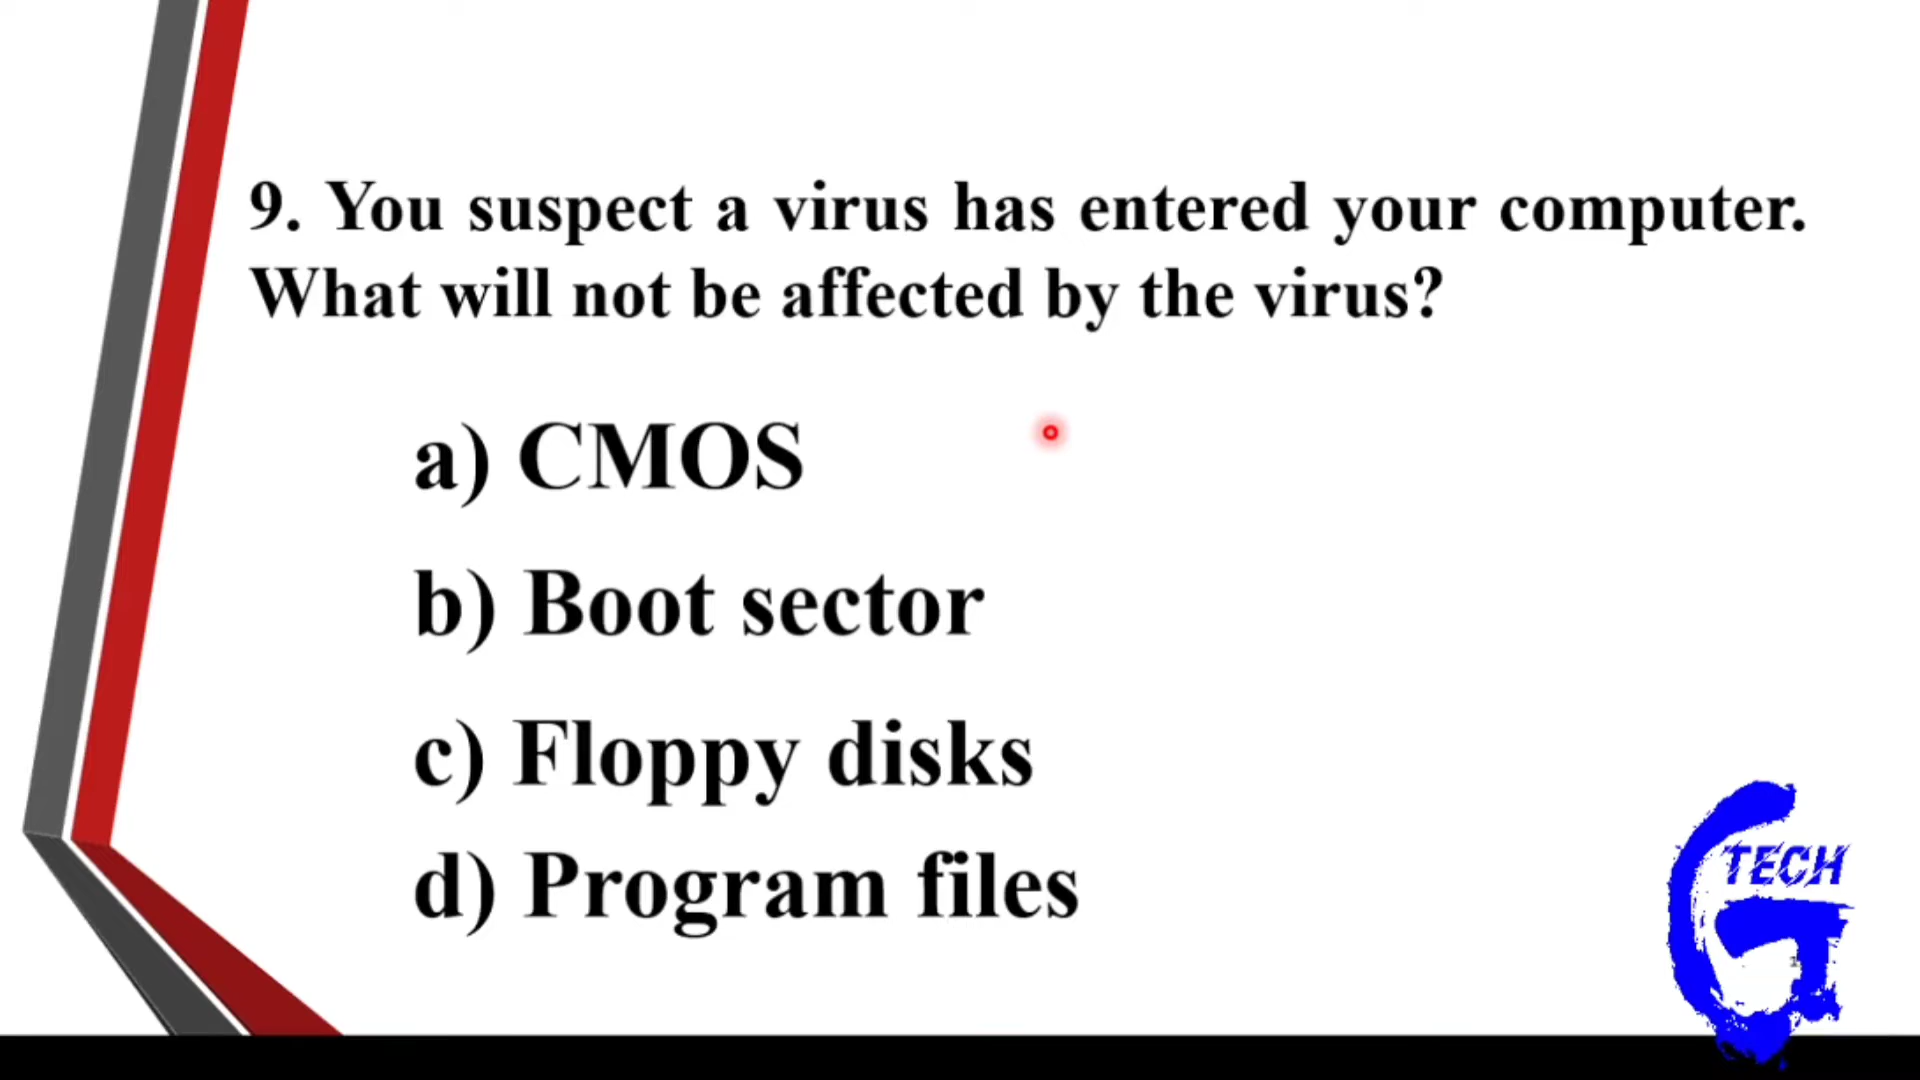 9. You suspect a virus has entered your computer.
What will not be affected by the virus?
a) CMOS
b) Boot sector
c) Floppy disks
d) Program files
TECH